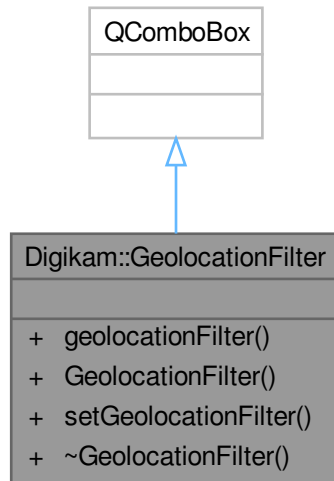 QComboBox
Digikam::GeolocationFilter
+ geolocationFilter()
+ GeolocationFilter()
+ setGeolocationFilter()
+ ~GeolocationFilter()